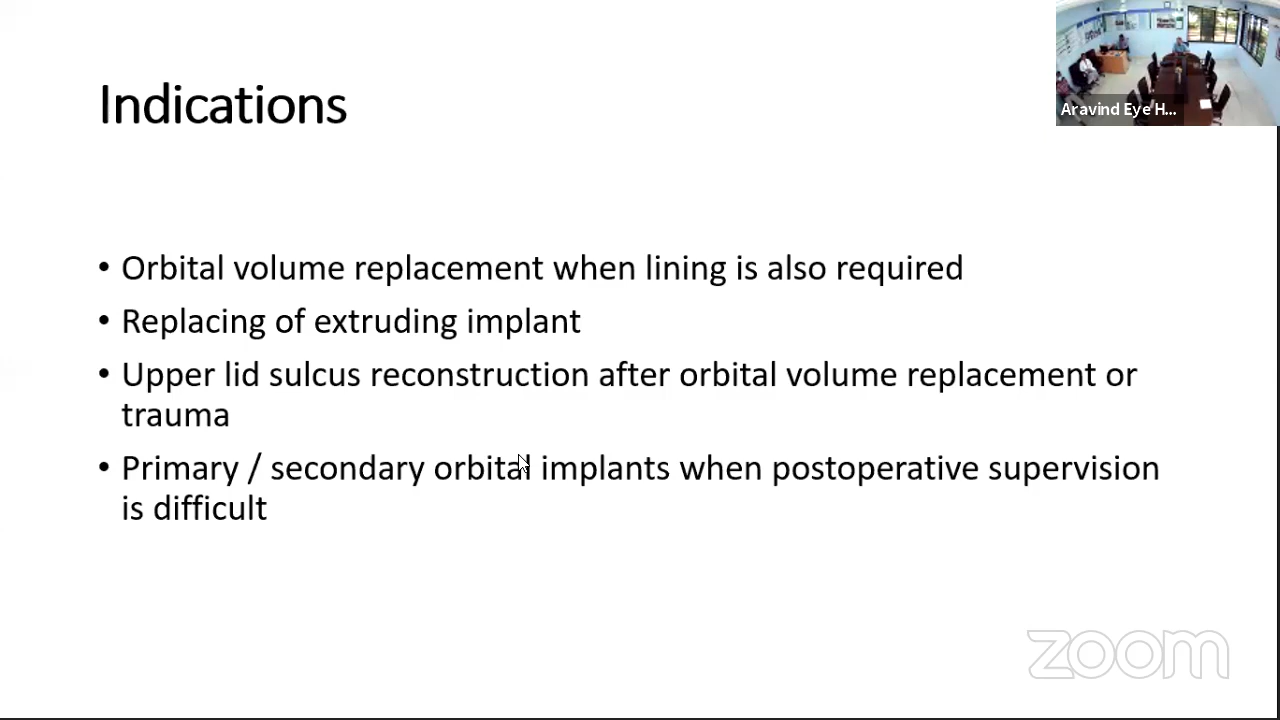 Indications
Aravind Eye H...
• Orbital volume replacement when lining is also required
• Replacing of extruding implant
• Upper lid sulcus reconstruction after orbital volume replacement or
trauma
• Primary / secondary orbital implants when postoperative supervision
is difficult
zoom